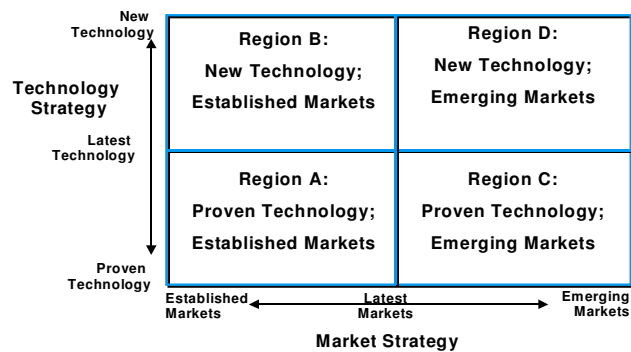 New
Technology
Technology
Strategy
Latest
Technology
Proven
Technology
Region B:
New Technology;
Established Markets
Region D:
New Technology;
Emerging Markets
Region A:
Proven Technology;
Established Markets
Region C:
Proven Technology;
Emerging Markets
Established
Markets
Latest
Markets
Emerging
Markets
Market Strategy